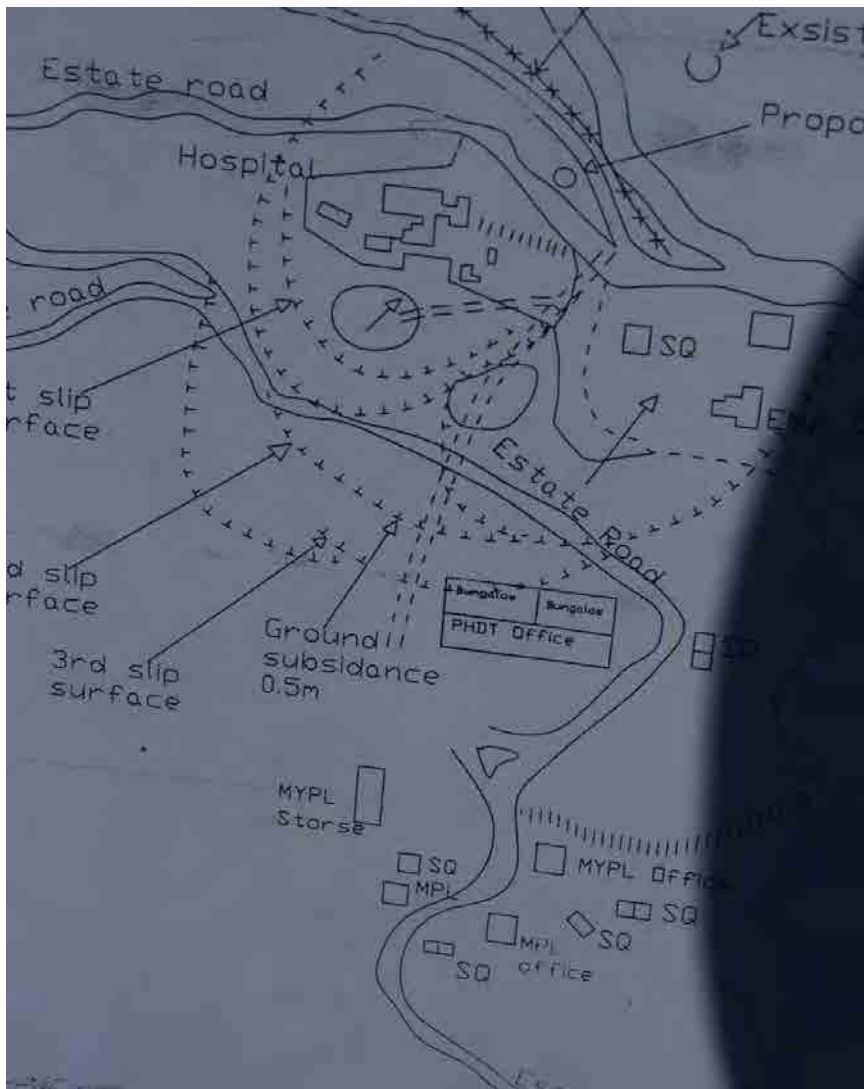 Exsist
Estate road
Propo
Hospital
road
SQ
t slip
rface
Estate Road
d slip
rface
Bungalow
Bungalow
PHDT Office
Ground
subsidance
0.5m
3rd slip
surface
MYPL
Storse
SQ
MPL
MYPL Office
SQ
SQ
MPL
office
SQ